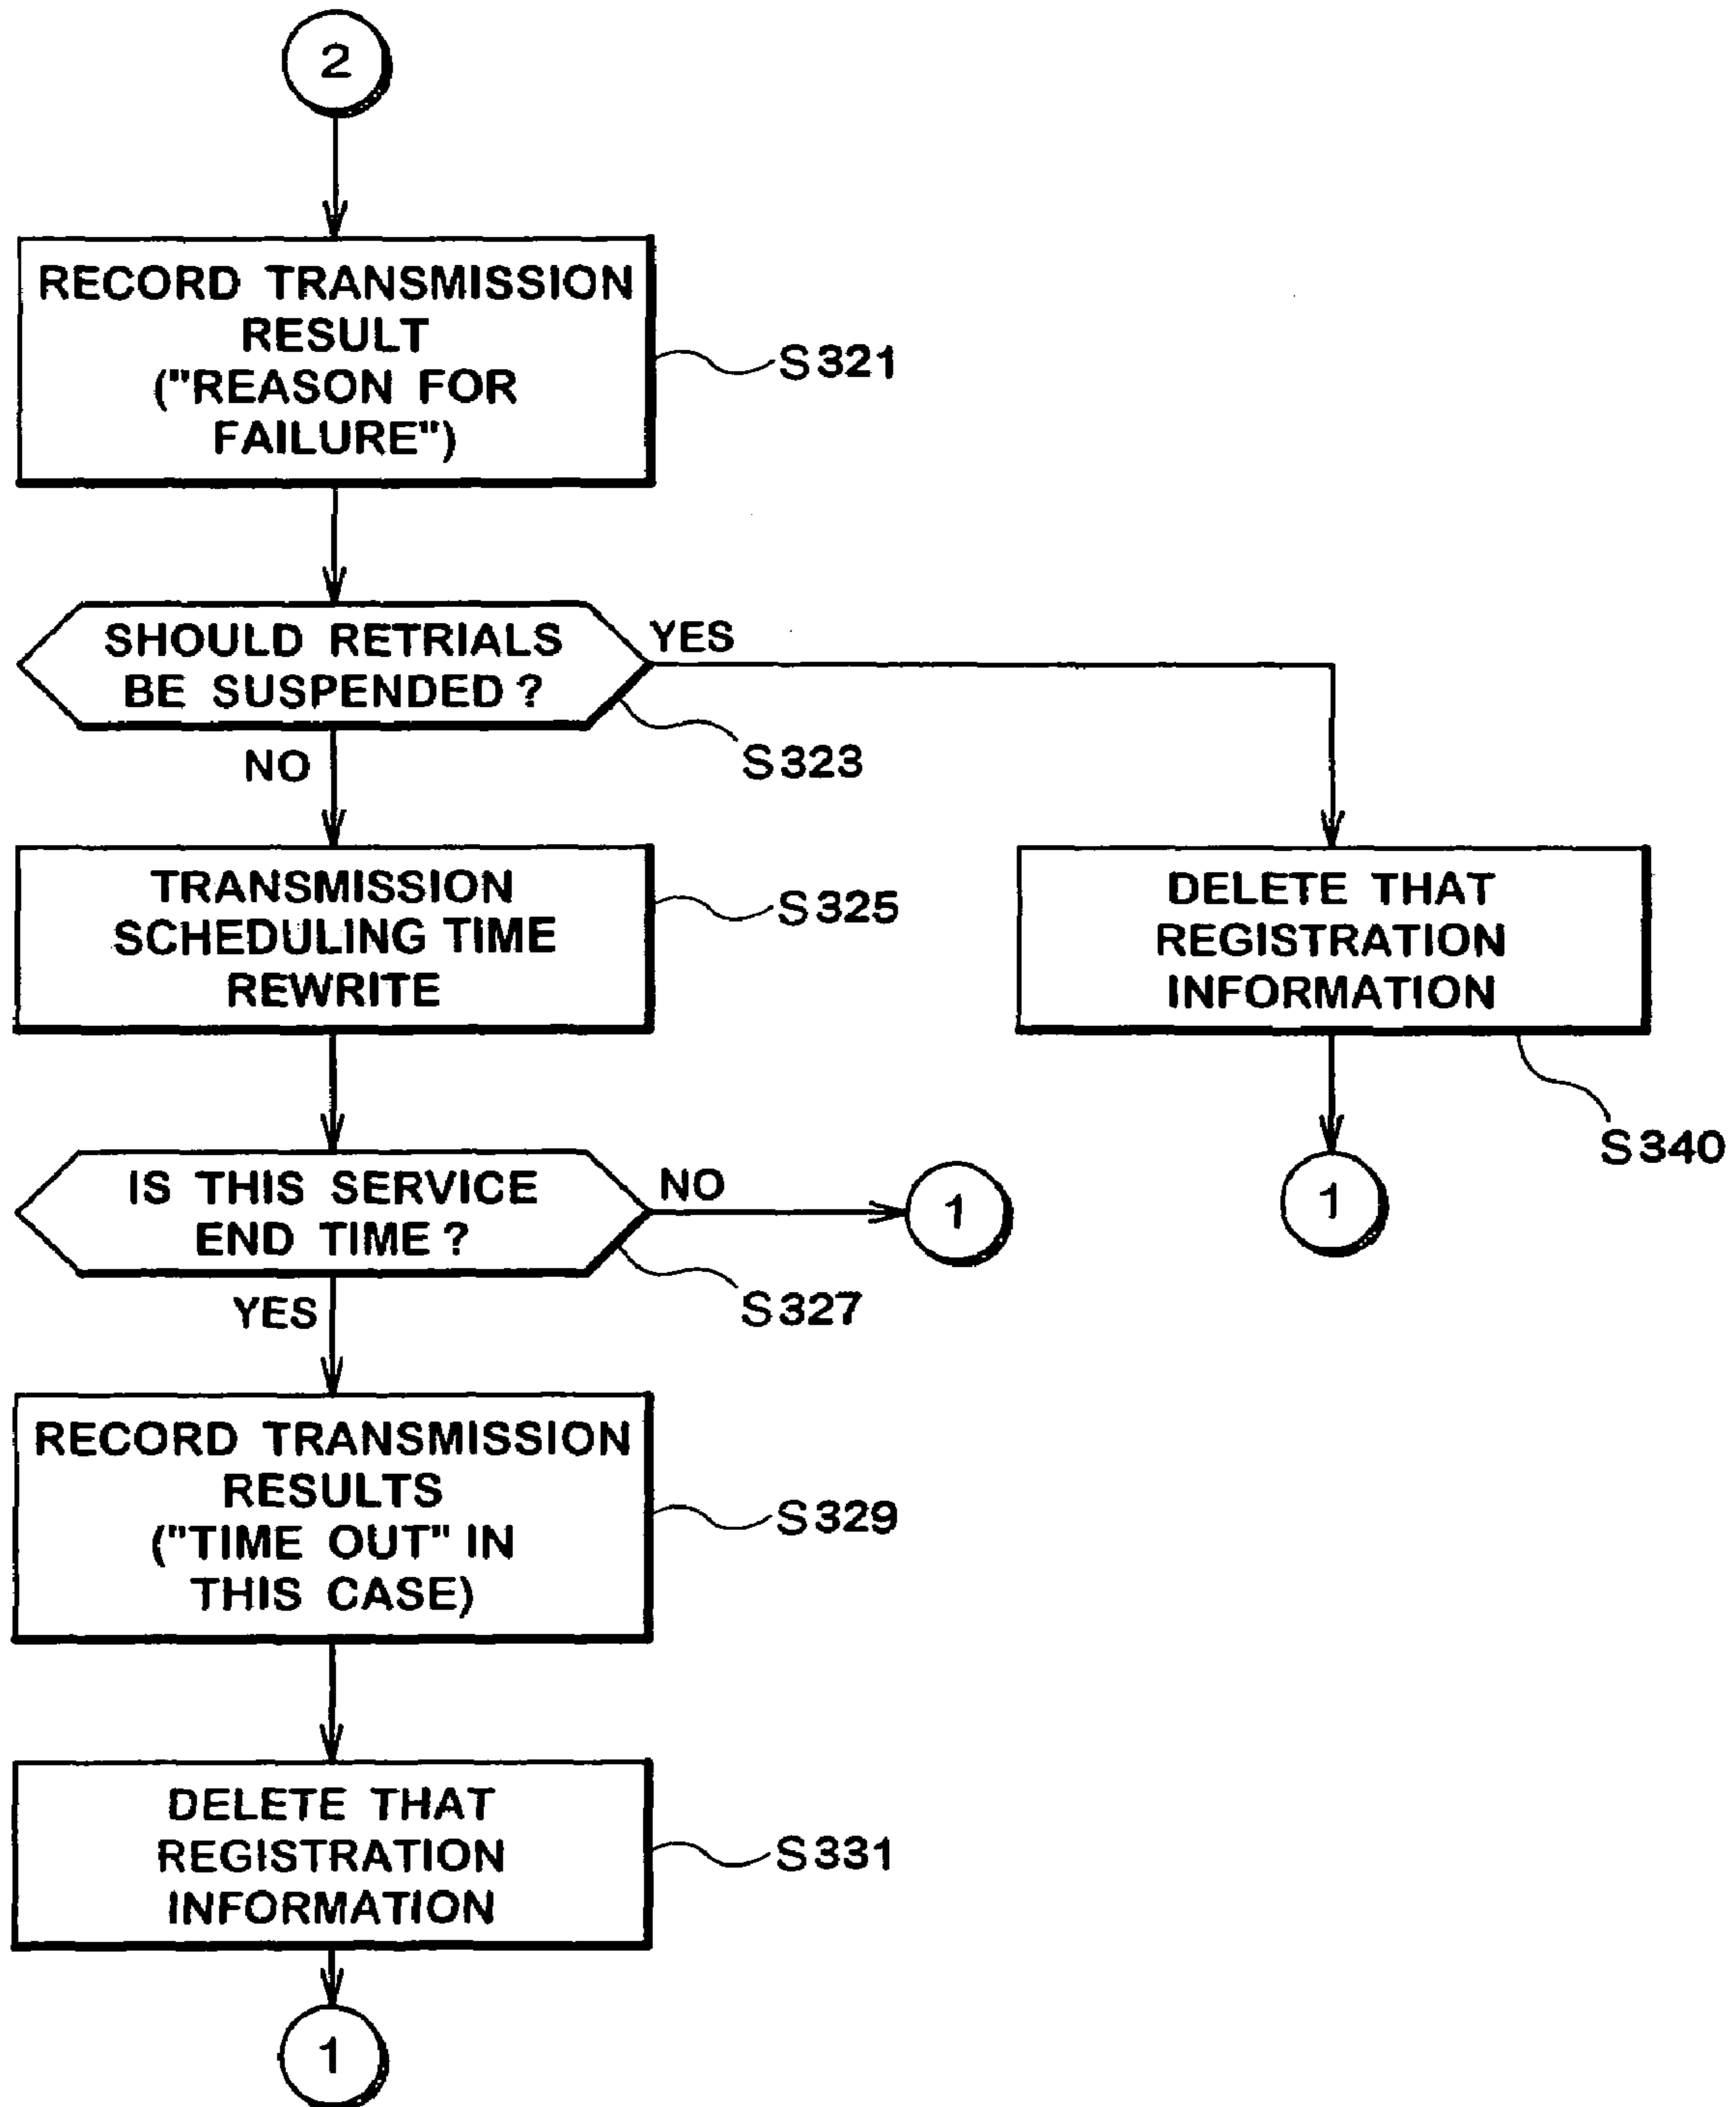 2
RECORD TRANSMISSION
RESULT
("REASON FOR
FAILURE")
S321
SHOULD RETRIALS
BE SUSPENDED?
YES
S323
NO
TRANSMISSION
SCHEDULING TIME
REWRITE
S325
DELETE THAT
REGISTRATION
INFORMATION
S340
1
IS THIS SERVICE
END TIME?
NO
1
S327
YES
RECORD TRANSMISSION
RESULTS
("TIME OUT" IN
THIS CASE)
S329
DELETE THAT
REGISTRATION
INFORMATION
S331
1